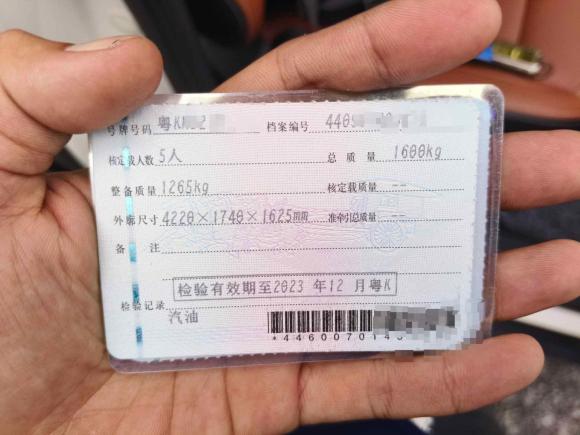 号牌号码 粤K 档案编号 4409
核定载人数 5人 总质量 1600kg
整备质量 1265kg 核定载质量 --
外廓尺寸 4220×1740×1625mm 准牵引总质量 --
备注
检验有效期至2023年12月粤K
检验记录
汽油
*446007014